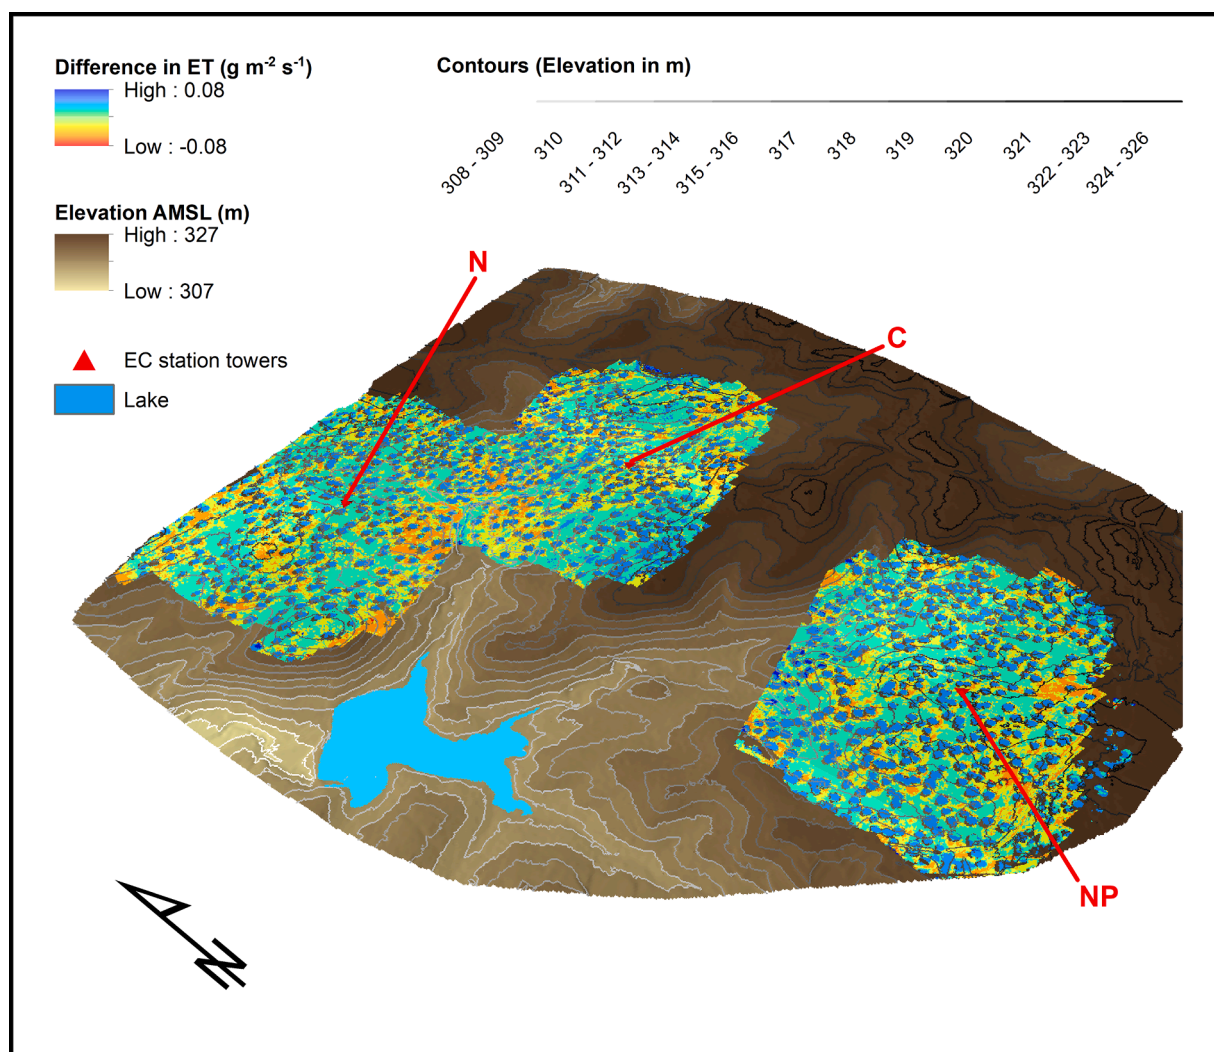 Difference in ET (g m⁻² s⁻¹)
High : 0.08
Low : -0.08
Contours (Elevation in m)
308 - 309
310
311 - 312
313 - 314
315 - 316
317
318
319
320
321
322 - 323
324 - 326
Elevation AMSL (m)
High : 327
Low : 307
EC station towers
Lake
N
C
NP
N